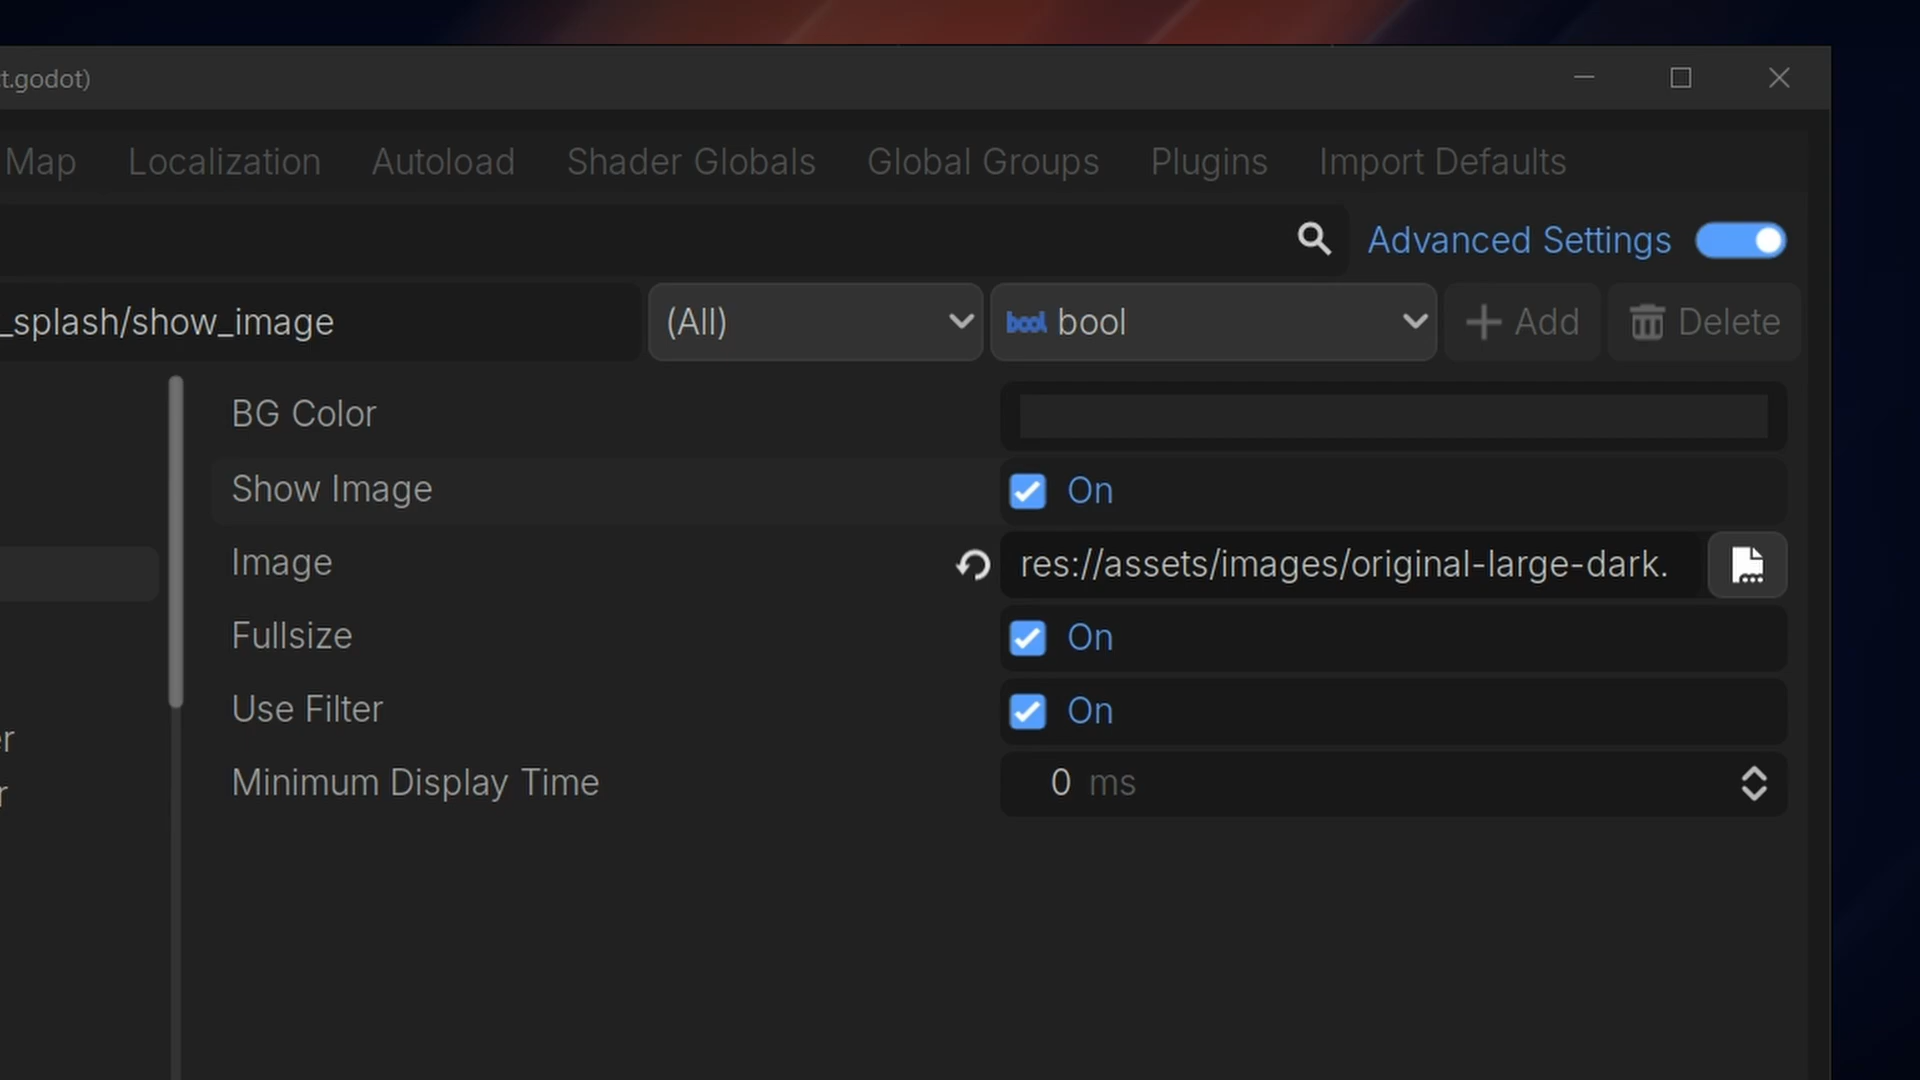 t.godot)
Map Localization Autoload Shader Globals Global Groups Plugins Import Defaults
Advanced Settings
_splash/show_image (All) bool bool Add Delete
BG Color
Show Image On
Image res://assets/images/original-large-dark.
Fullsize On
Use Filter On
er
Minimum Display Time 0 ms
r